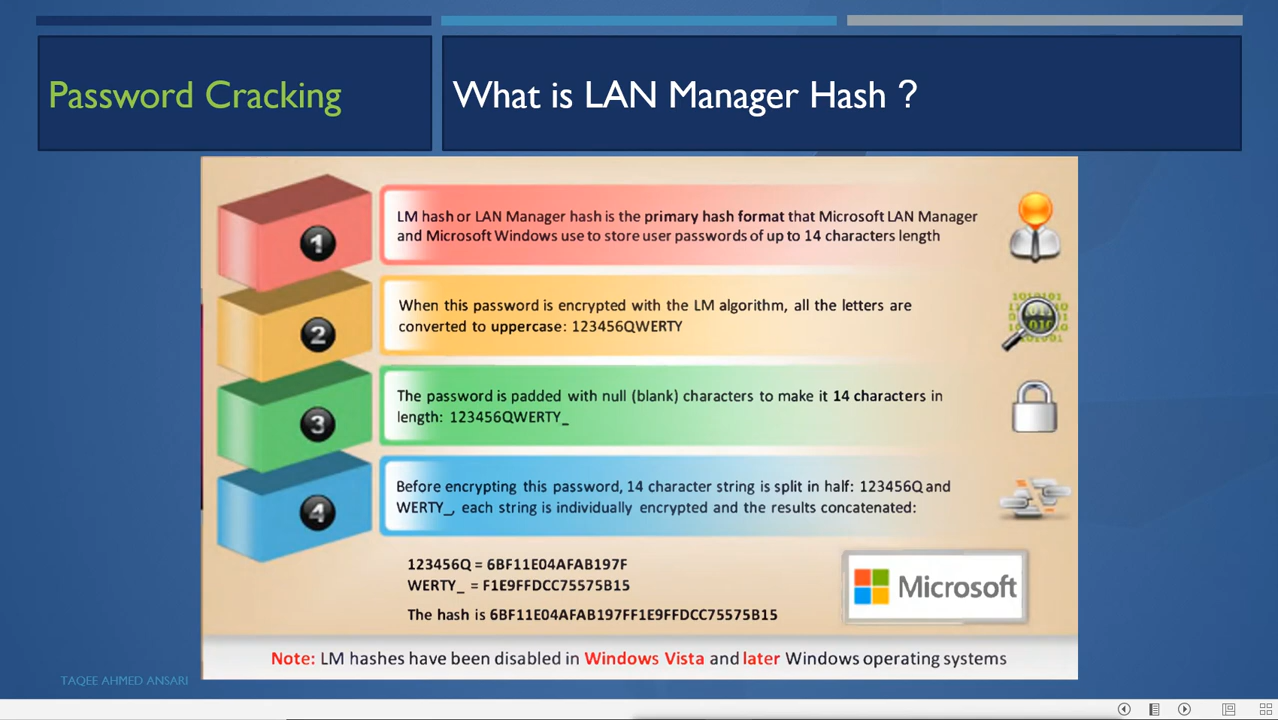 Password Cracking
What is LAN Manager Hash ?
1
LM hash or LAN Manager hash is the primary hash format that Microsoft LAN Manager
and Microsoft Windows use to store user passwords of up to 14 characters length
2
When this password is encrypted with the LM algorithm, all the letters are
converted to uppercase: 123456QWERTY
3
The password is padded with null (blank) characters to make it 14 characters in
length: 123456QWERTY_
4
Before encrypting this password, 14 character string is split in half: 123456Q and
WERTY_, each string is individually encrypted and the results concatenated:
123456Q = 6BF11E04AFAB197F
WERTY_ = F1E9FFDCC75575B15
The hash is 6BF11E04AFAB197FF1E9FFDCC75575B15
Microsoft
Note: LM hashes have been disabled in Windows Vista and later Windows operating systems
TAQEE AHMED ANSARI